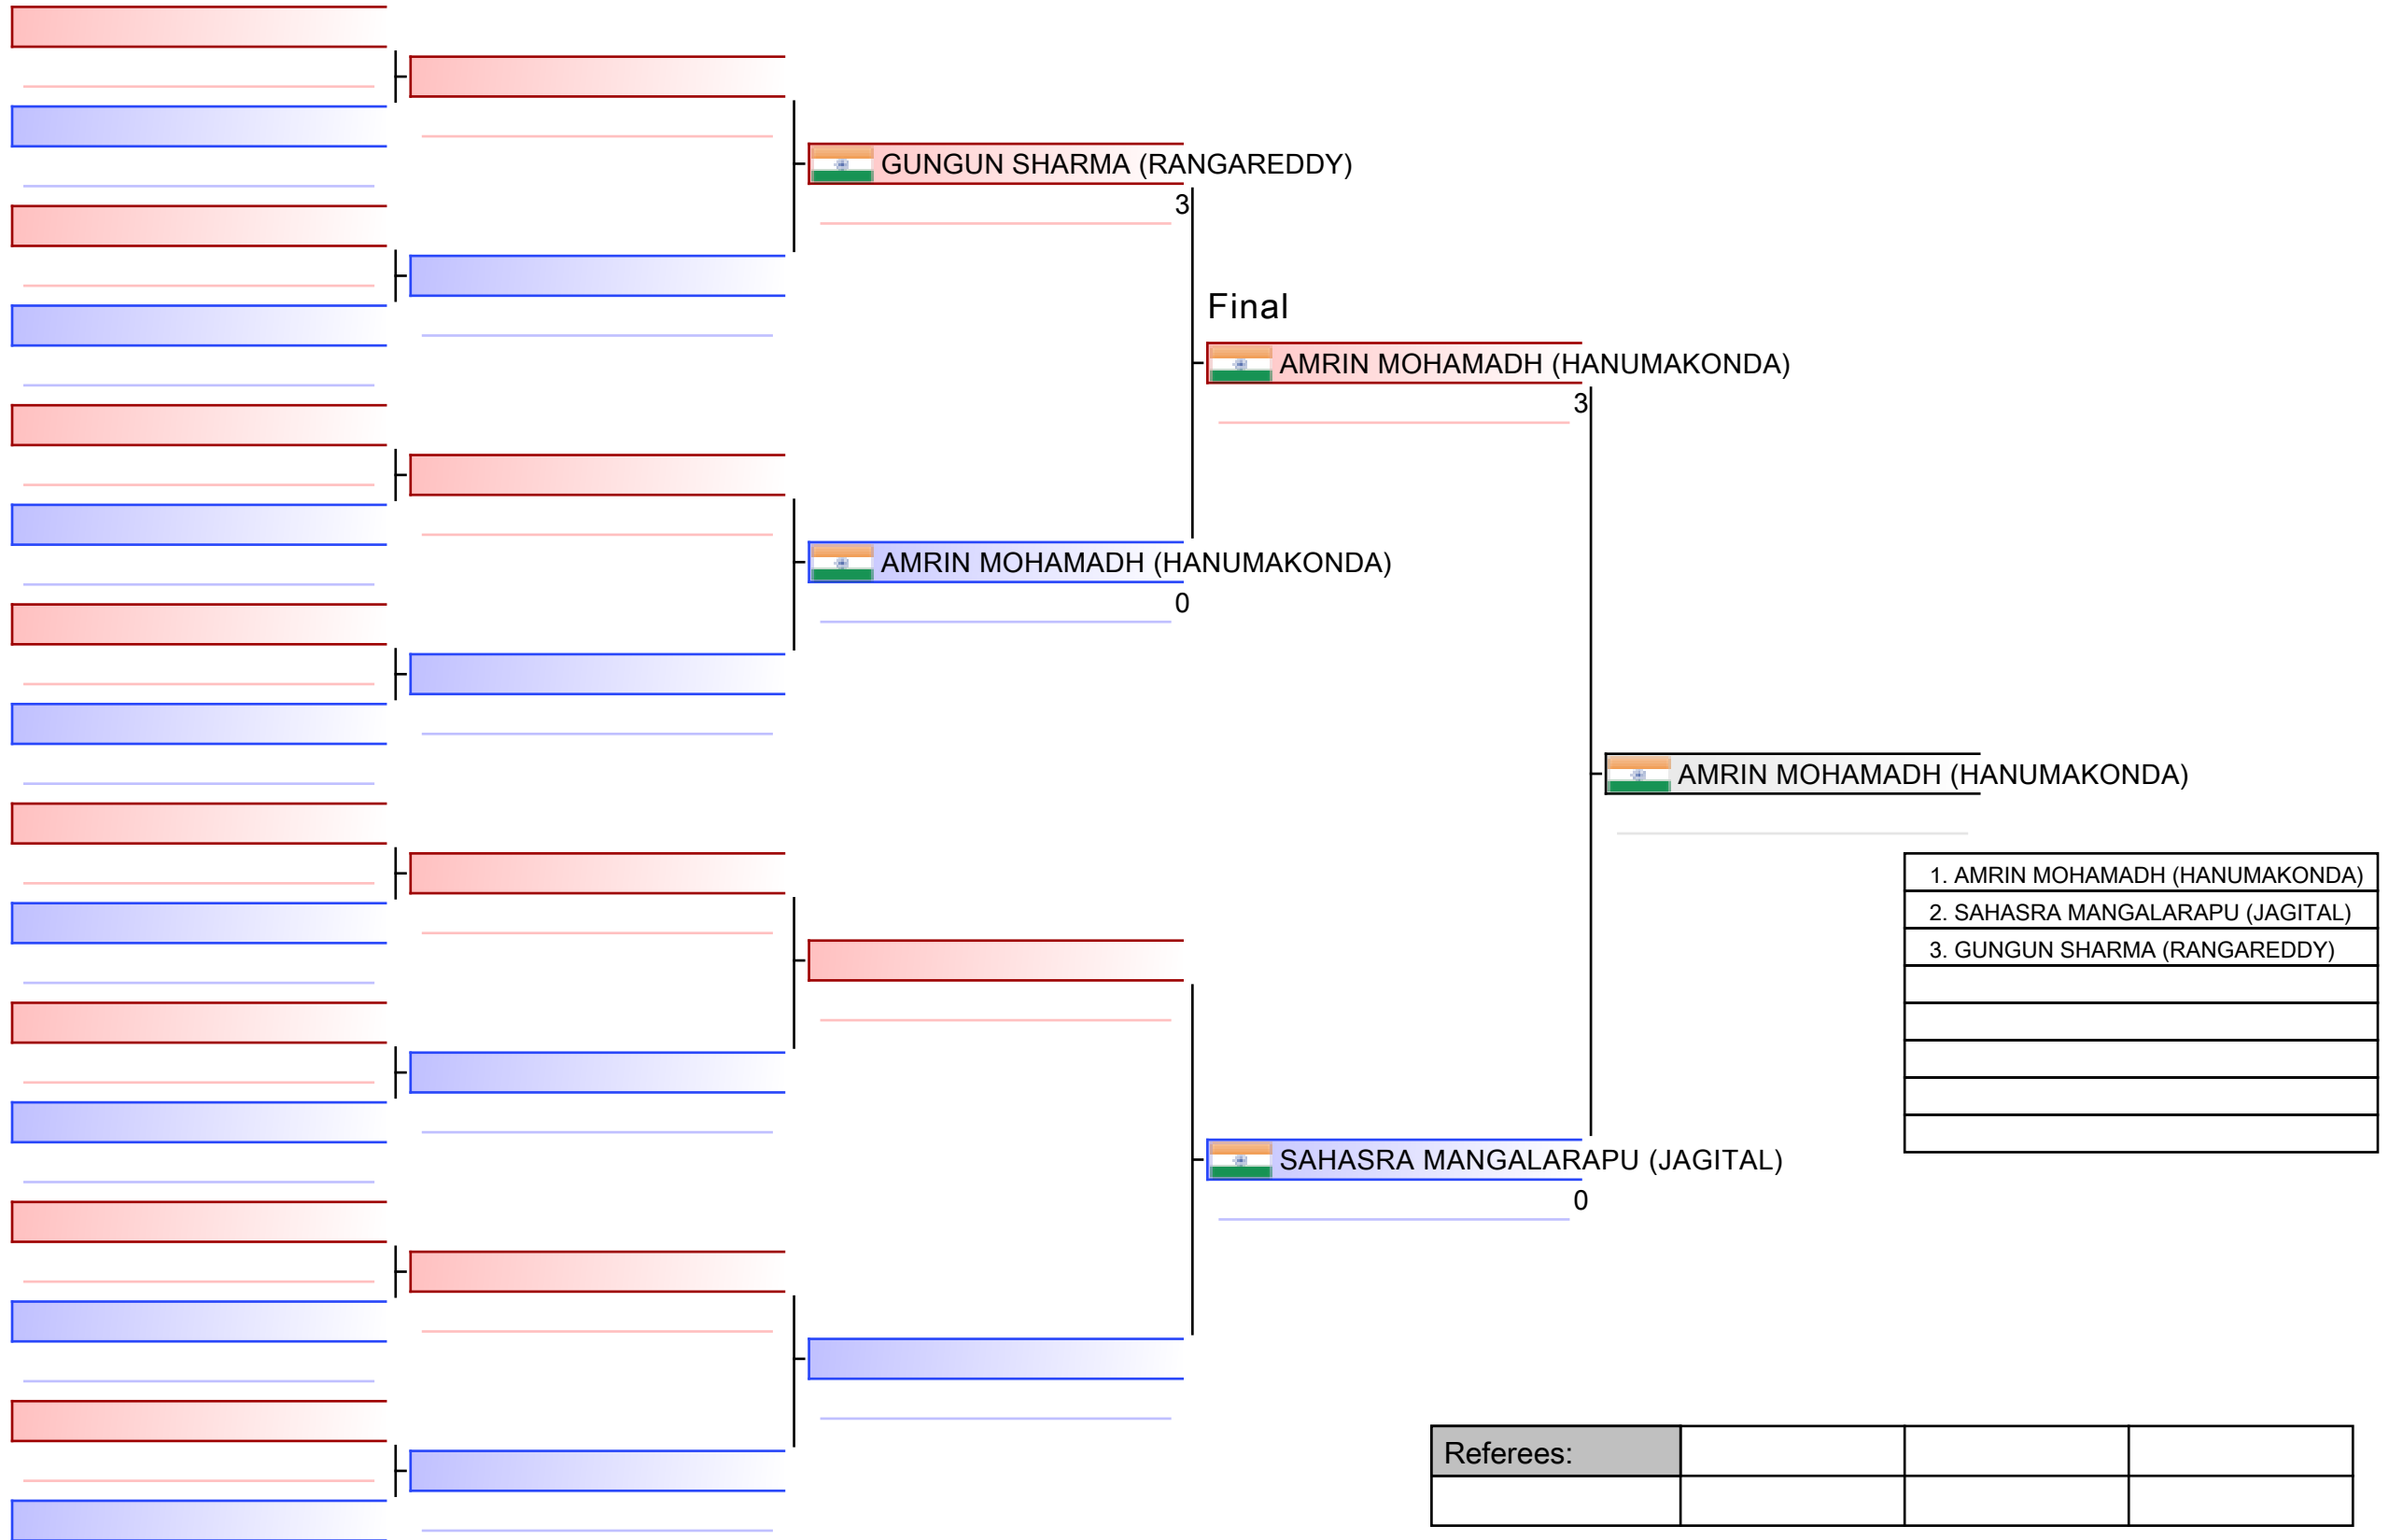 GUNGUN SHARMA (RANGAREDDY)
3
Final
AMRIN MOHAMADH (HANUMAKONDA)
3
AMRIN MOHAMADH (HANUMAKONDA)
0
AMRIN MOHAMADH (HANUMAKONDA)
1. AMRIN MOHAMADH (HANUMAKONDA)
2. SAHASRA MANGALARAPU (JAGITAL)
3. GUNGUN SHARMA (RANGAREDDY)
SAHASRA MANGALARAPU (JAGITAL)
0
Referees: